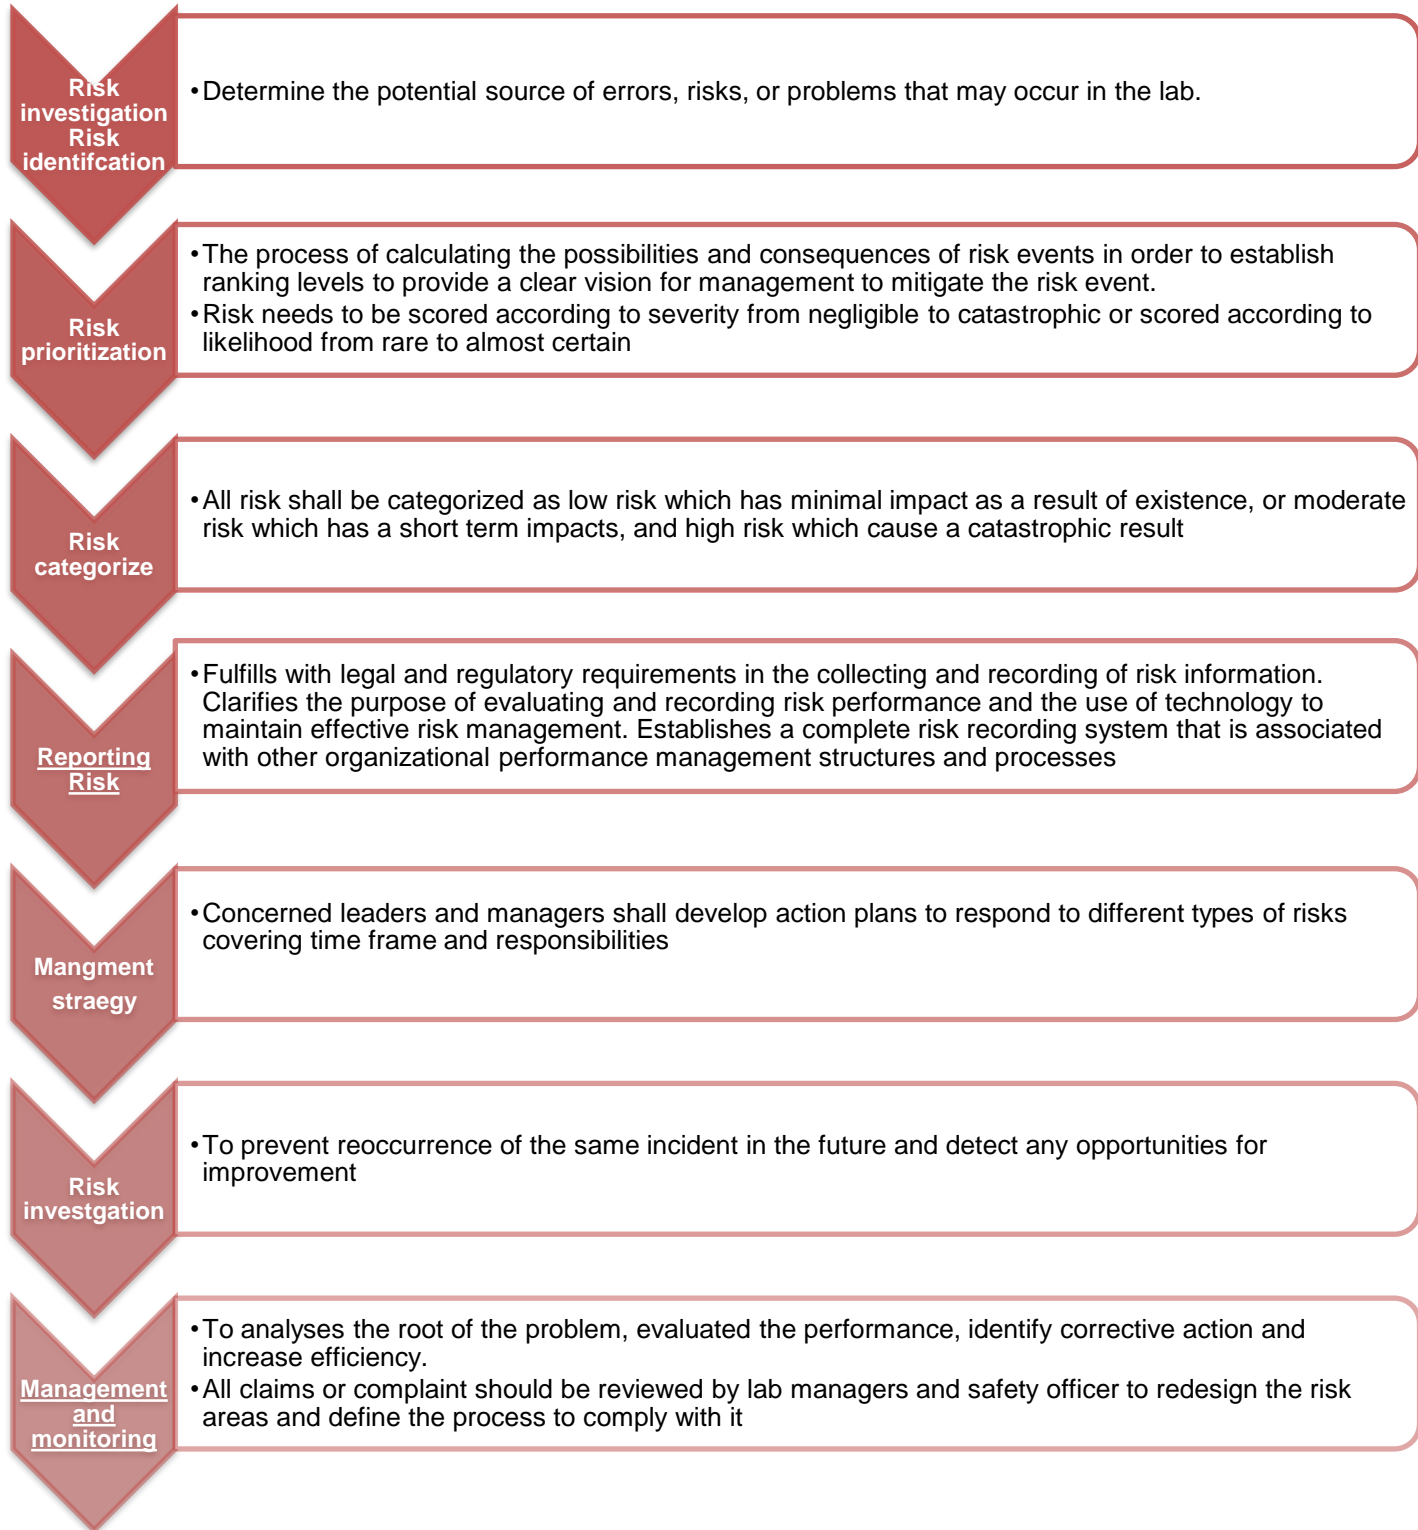 Risk
investigation
Risk
identifcation
•Determine the potential source of errors, risks, or problems that may occur in the lab.
Risk
prioritization
•The process of calculating the possibilities and consequences of risk events in order to establish
ranking levels to provide a clear vision for management to mitigate the risk event.
•Risk needs to be scored according to severity from negligible to catastrophic or scored according to
likelihood from rare to almost certain
Risk
categorize
•All risk shall be categorized as low risk which has minimal impact as a result of existence, or moderate
risk which has a short term impacts, and high risk which cause a catastrophic result
Reporting
Risk
•Fulfills with legal and regulatory requirements in the collecting and recording of risk information.
Clarifies the purpose of evaluating and recording risk performance and the use of technology to
maintain effective risk management. Establishes a complete risk recording system that is associated
with other organizational performance management structures and processes
Mangment
straegy
•Concerned leaders and managers shall develop action plans to respond to different types of risks
covering time frame and responsibilities
Risk
investgation
•To prevent reoccurrence of the same incident in the future and detect any opportunities for
improvement
Management
and
monitoring
•To analyses the root of the problem, evaluated the performance, identify corrective action and
increase efficiency.
•All claims or complaint should be reviewed by lab managers and safety officer to redesign the risk
areas and define the process to comply with it